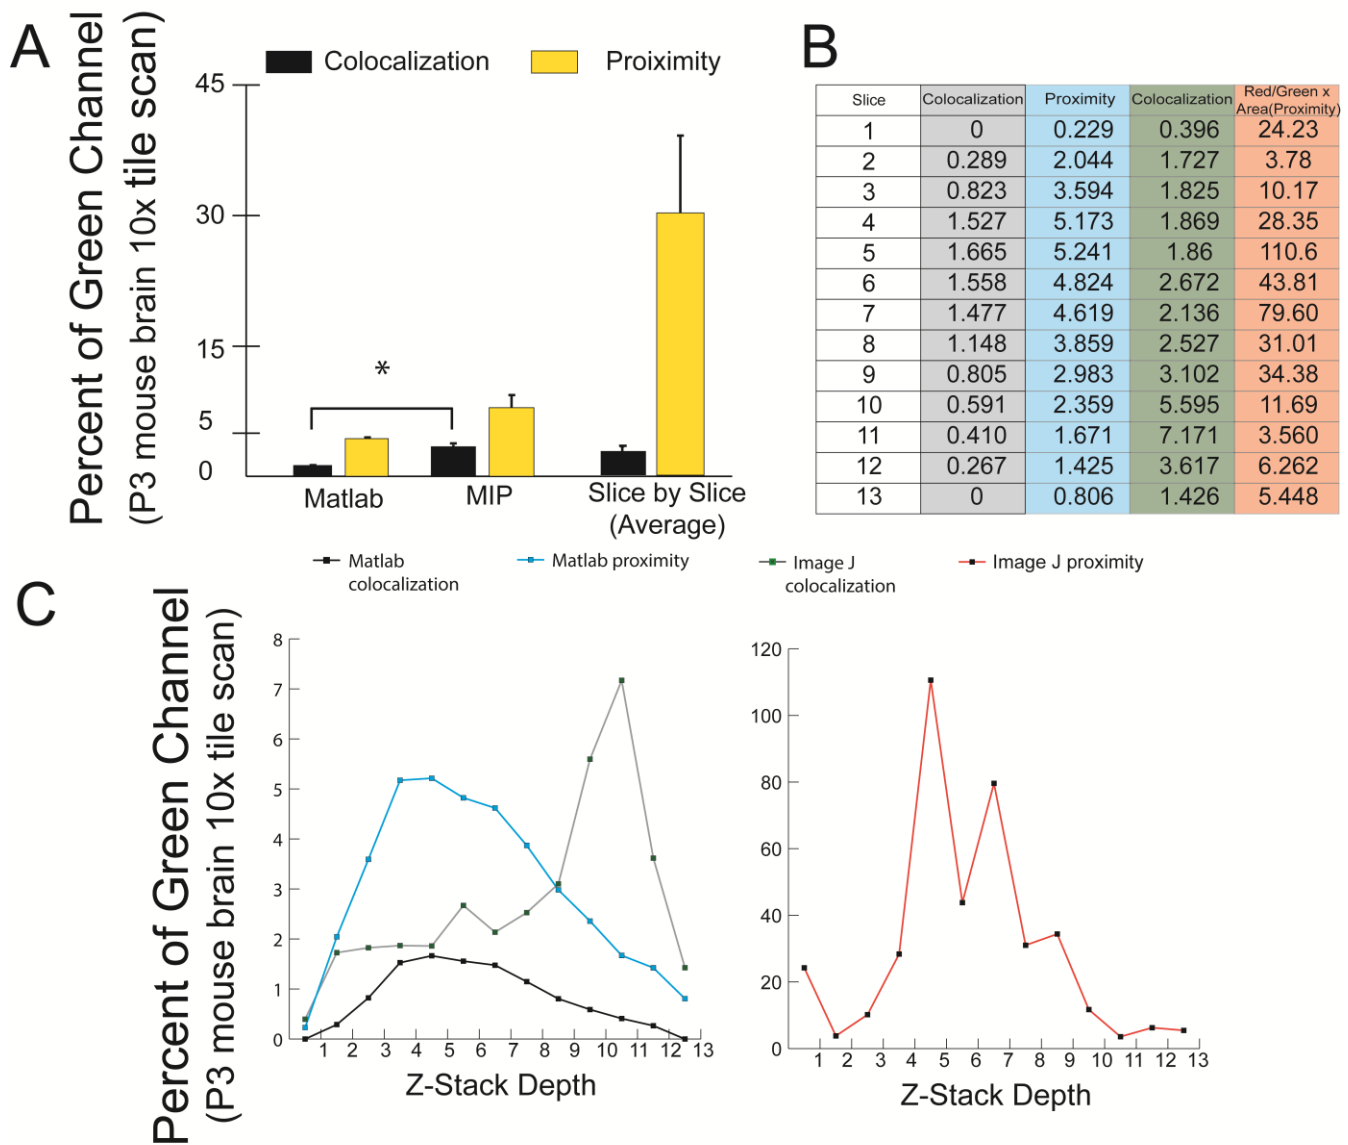 A
Percent of Green Channel
(P3 mouse brain 10x tile scan)
Colocalization Proiximity
45
30
15
5
0
*
Matlab MIP Slice by Slice
(Average)
B
Slice Colocalization Proximity Colocalization Red/Green x Area(Proximity)
1 0 0.229 0.396 24.23
2 0.289 2.044 1.727 3.78
3 0.823 3.594 1.825 10.17
4 1.527 5.173 1.869 28.35
5 1.665 5.241 1.86 110.6
6 1.558 4.824 2.672 43.81
7 1.477 4.619 2.136 79.60
8 1.148 3.859 2.527 31.01
9 0.805 2.983 3.102 34.38
10 0.591 2.359 5.595 11.69
11 0.410 1.671 7.171 3.560
12 0.267 1.425 3.617 6.262
13 0 0.806 1.426 5.448
Matlab colocalization
Matlab proximity
Image J colocalization
Image J proximity
C
Percent of Green Channel
(P3 mouse brain 10x tile scan)
8
7
6
5
4
3
2
1
0
1 2 3 4 5 6 7 8 9 10 11 12 13
Z-Stack Depth
120
100
80
60
40
20
0
1 2 3 4 5 6 7 8 9 10 11 12 13
Z-Stack Depth